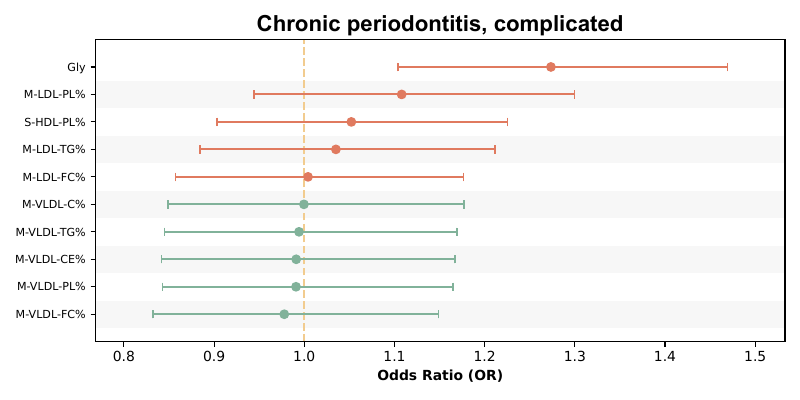 Chronic periodontitis, complicated
Gly
M-LDL-PL%
S-HDL-PL%
M-LDL-TG%
M-LDL-FC%
M-VLDL-C%
M-VLDL-TG%
M-VLDL-CE%
M-VLDL-PL%
M-VLDL-FC%
0.8 0.9 1.0 1.1 1.2 1.3 1.4 1.5
Odds Ratio (OR)